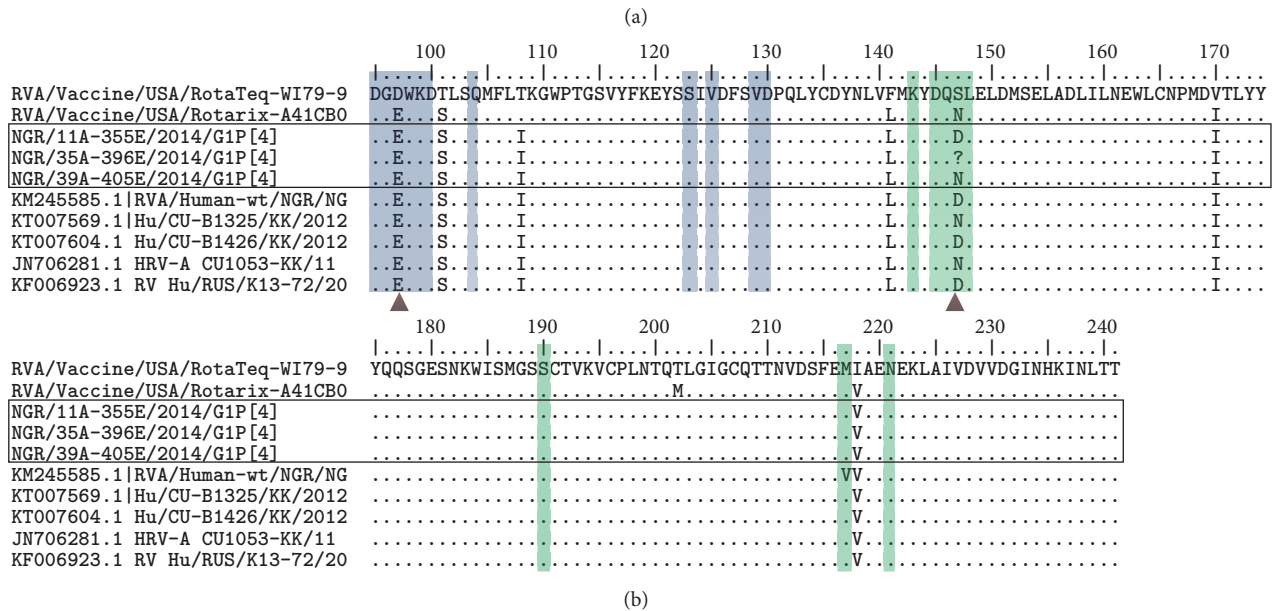 (a)
100 110 120 130 140 150 160 170
RVA/Vaccine/USA/RotaTeq-WI79-9 DGDWKDTLSQMFLTKGWPTGSVYFKEYSSIVDFSVDPQLYCDYNLVFMKYDQSLELDMSELADLILNEWLCNPMDVTLYY
RVA/Vaccine/USA/Rotarix-A41CB0 ..E...S.......................................L.....N......................I....
NGR/11A-355E/2014/G1P[4] ..E...S......I................................L.....D......................I....
NGR/35A-396E/2014/G1P[4] ..E...S......I................................L.....?......................I....
NGR/39A-405E/2014/G1P[4] ..E...S......I................................L.....N......................I....
KM245585.1|RVA/Human-wt/NGR/NG ..E...S......I................................L.....D......................I....
KT007569.1|Hu/CU-B1325/KK/2012 ..E...S......I................................L.....N......................I....
KT007604.1 Hu/CU-B1426/KK/2012 ..E...S......I................................L.....D......................I....
JN706281.1 HRV-A CU1053-KK/11 ..E...S......I................................L.....N......................I....
KF006923.1 RV Hu/RUS/K13-72/20 ..E...S......I................................L.....D......................I....
180 190 200 210 220 230 240
RVA/Vaccine/USA/RotaTeq-WI79-9 YQQSGESNKWISMGSSCTVKVCPLNTQTLGIGCQTTNVDSFEMIAENEKLAIVDVVDGINHKINLTT
RVA/Vaccine/USA/Rotarix-A41CB0 ...........................M...............V.......................
NGR/11A-355E/2014/G1P[4] ...........................................V.......................
NGR/35A-396E/2014/G1P[4] ...........................................V.......................
NGR/39A-405E/2014/G1P[4] ...........................................V.......................
KM245585.1|RVA/Human-wt/NGR/NG ..........................................VV.......................
KT007569.1|Hu/CU-B1325/KK/2012 ...........................................V.......................
KT007604.1 Hu/CU-B1426/KK/2012 ...........................................V.......................
JN706281.1 HRV-A CU1053-KK/11 ...........................................V.......................
KF006923.1 RV Hu/RUS/K13-72/20 ...........................................V.......................
(b)